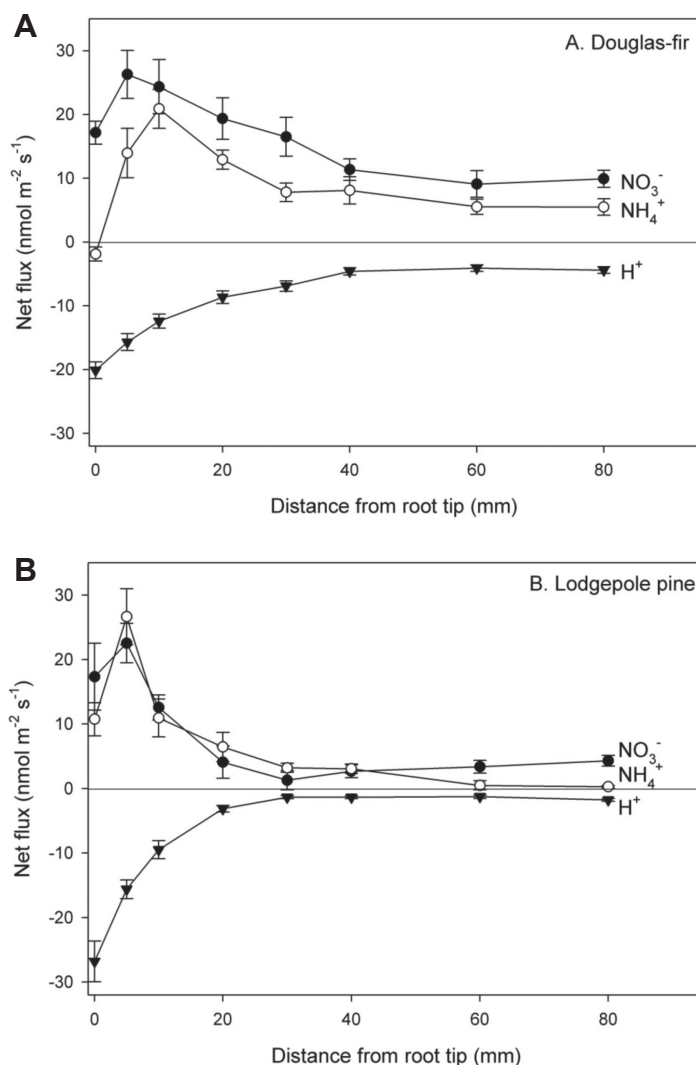 A
A. Douglas-fir
30
20
10
0
-10
-20
-30
Net flux (nmol m⁻² s⁻¹)
NO₃⁻
NH₄⁺
H⁺
0 20 40 60 80
Distance from root tip (mm)
B
B. Lodgepole pine
30
20
10
0
-10
-20
-30
Net flux (nmol m⁻² s⁻¹)
NO₃⁻
NH₄⁺
H⁺
0 20 40 60 80
Distance from root tip (mm)